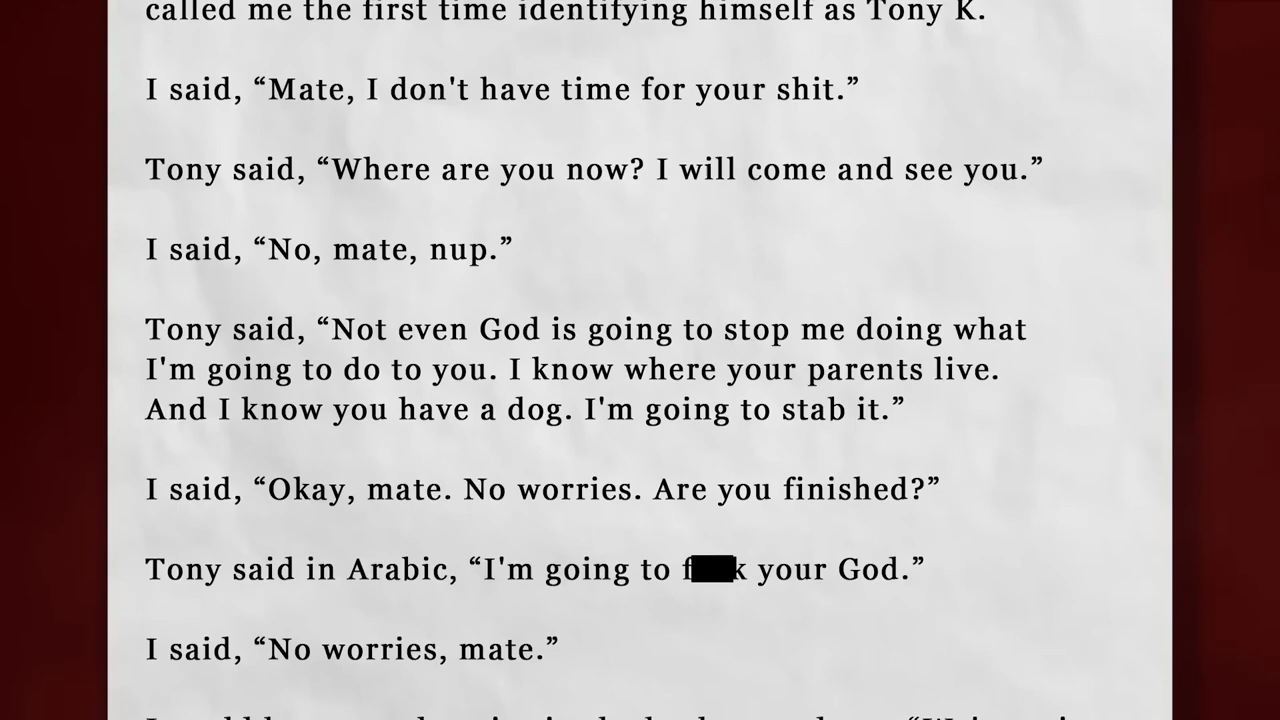 called me the first time identifying himself as Tony K.
I said, “Mate, I don't have time for your shit.”
Tony said, “Where are you now? I will come and see you.”
I said, “No, mate, nup.”
Tony said, “Not even God is going to stop me doing what
I'm going to do to you. I know where your parents live.
And I know you have a dog. I'm going to stab it.”
I said, “Okay, mate. No worries. Are you finished?”
Tony said in Arabic, “I'm going to your God.”
I said, “No worries, mate.”